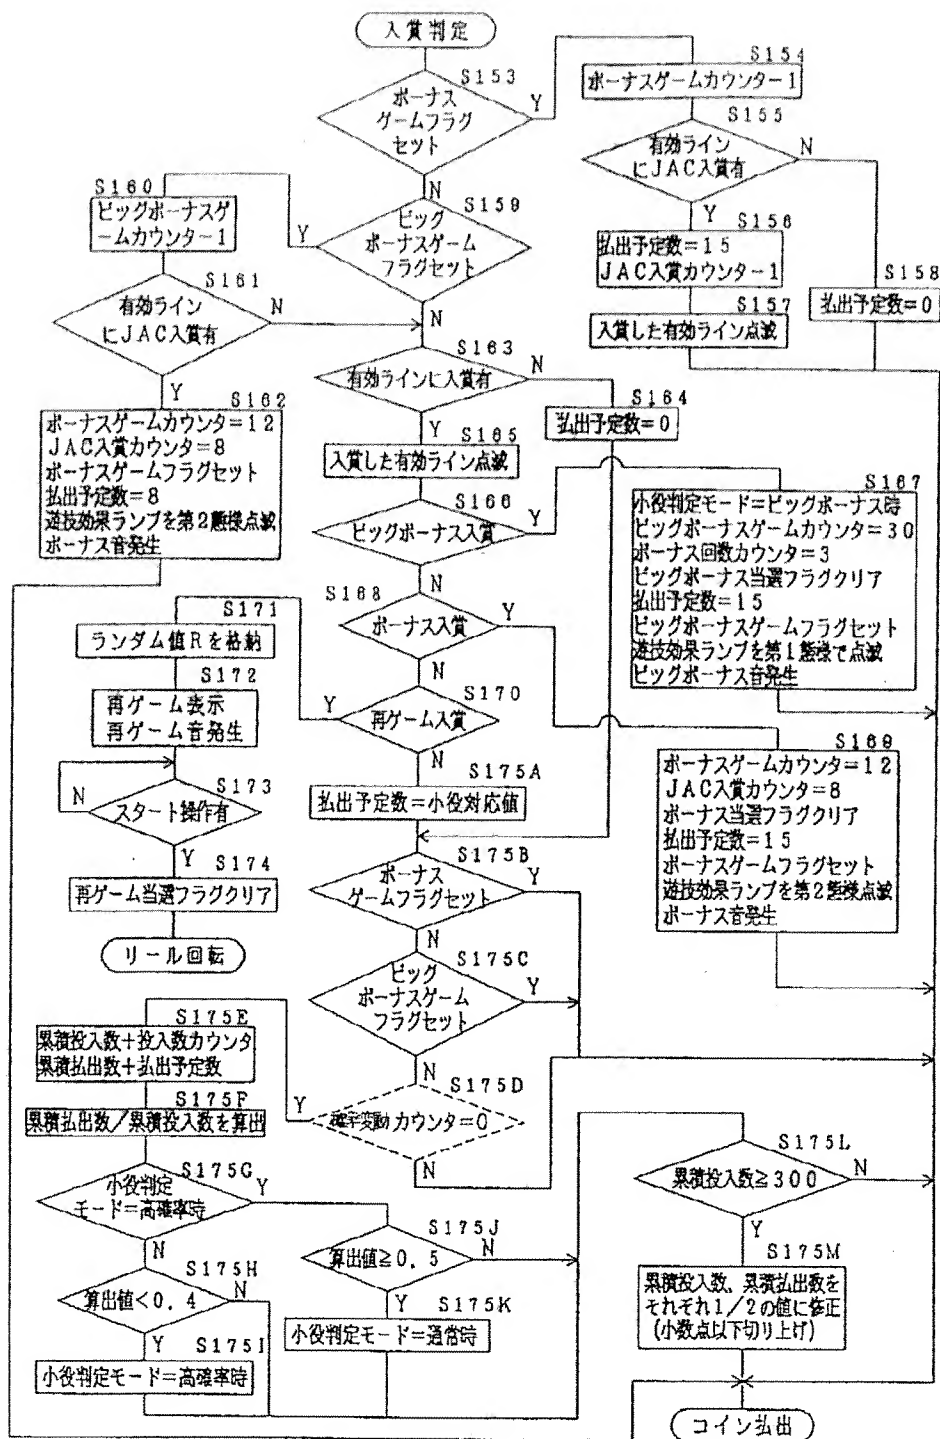 入賞判定
S153
ボーナス
ゲームフラグ
セット
Y
N
S154
ボーナスゲームカウンター1
S155
有効ライン
にJAC入賞有
N
Y
S156
払出予定数=15
JAC入賞カウンター1
S157
入賞した有効ライン点滅
S158
払出予定数=0
S159
ビッグ
ボーナスゲーム
フラグセット
Y
N
S160
ビッグボーナスゲ
ームカウンター1
S161
有効ライン
にJAC入賞有
N
Y
S162
ボーナスゲームカウンタ=12
JAC入賞カウンタ=8
ボーナスゲームフラグセット
払出予定数=8
遊技効果ランプを第2態様点滅
ボーナス音発生
S163
有効ラインに入賞有
N
Y
S164
払出予定数=0
S165
入賞した有効ライン点滅
S166
ビッグボーナス入賞
Y
N
S167
小役判定モード=ビッグボーナス時
ビッグボーナスゲームカウンタ=30
ボーナス回数カウンタ=3
ビッグボーナス当選フラグクリア
払出予定数=15
ビッグボーナスゲームフラグセット
遊技効果ランプを第1態様で点滅
ビッグボーナス音発生
S168
ボーナス入賞
Y
N
S169
ボーナスゲームカウンタ=12
JAC入賞カウンタ=8
ボーナス当選フラグクリア
払出予定数=15
ボーナスゲームフラグセット
遊技効果ランプを第2態様点滅
ボーナス音発生
S170
再ゲーム入賞
Y
N
S171
ランダム値Rを格納
S172
再ゲーム表示
再ゲーム音発生
S173
スタート操作有
N
Y
S174
再ゲーム当選フラグクリア
リール回転
S175A
払出予定数=小役対応値
S175B
ボーナス
ゲームフラグセット
Y
N
S175C
ビッグ
ボーナスゲーム
フラグセット
Y
N
S175D
確率変動カウンタ=0
Y
N
S175E
累積投入数+投入数カウンタ
累積払出数+払出予定数
S175F
累積払出数/累積投入数を算出
S175G
小役判定
モード=高確率時
Y
N
S175H
算出値<0.4
N
Y
S175I
小役判定モード=高確率時
S175J
算出値≧0.5
N
Y
S175K
小役判定モード=通常時
S175L
累積投入数≧300
N
Y
S175M
累積投入数、累積払出数を
それぞれ1/2の値に修正
(小数点以下切り上げ)
コイン払出